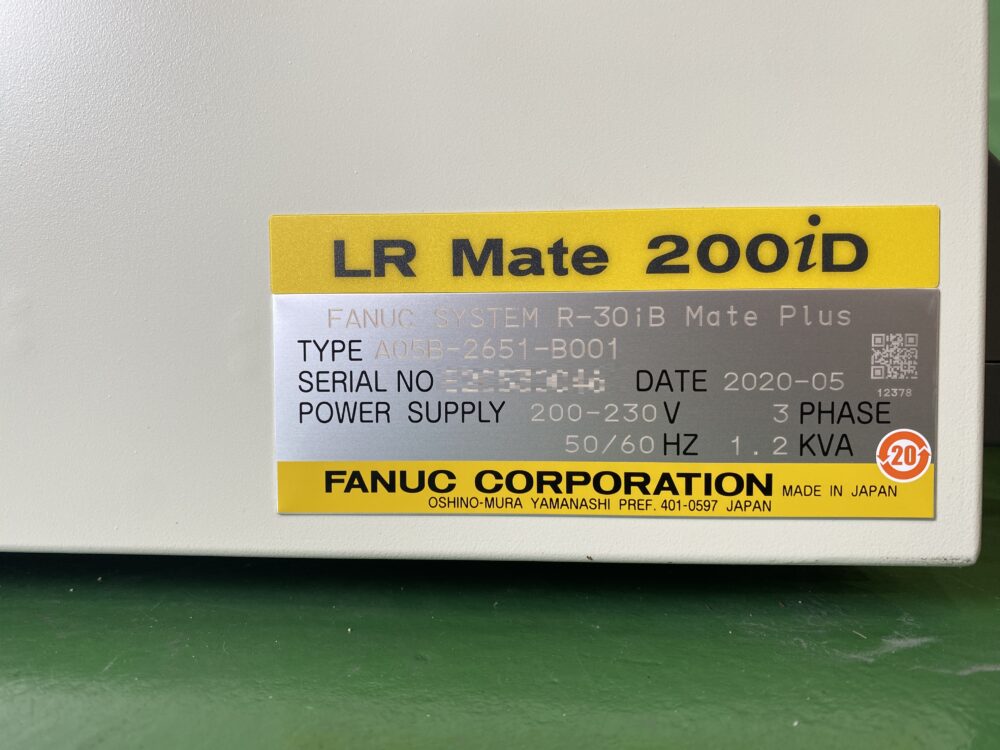 LR Mate 200iD
FANUC SYSTEM R-30iB Mate Plus
TYPE A05B-2651-B001
SERIAL NO DATE 2020-05
12378
POWER SUPPLY 200-230 V 3 PHASE
50/60 HZ 1.2 KVA
20
FANUC CORPORATION MADE IN JAPAN
OSHINO-MURA YAMANASHI PREF. 401-0597 JAPAN